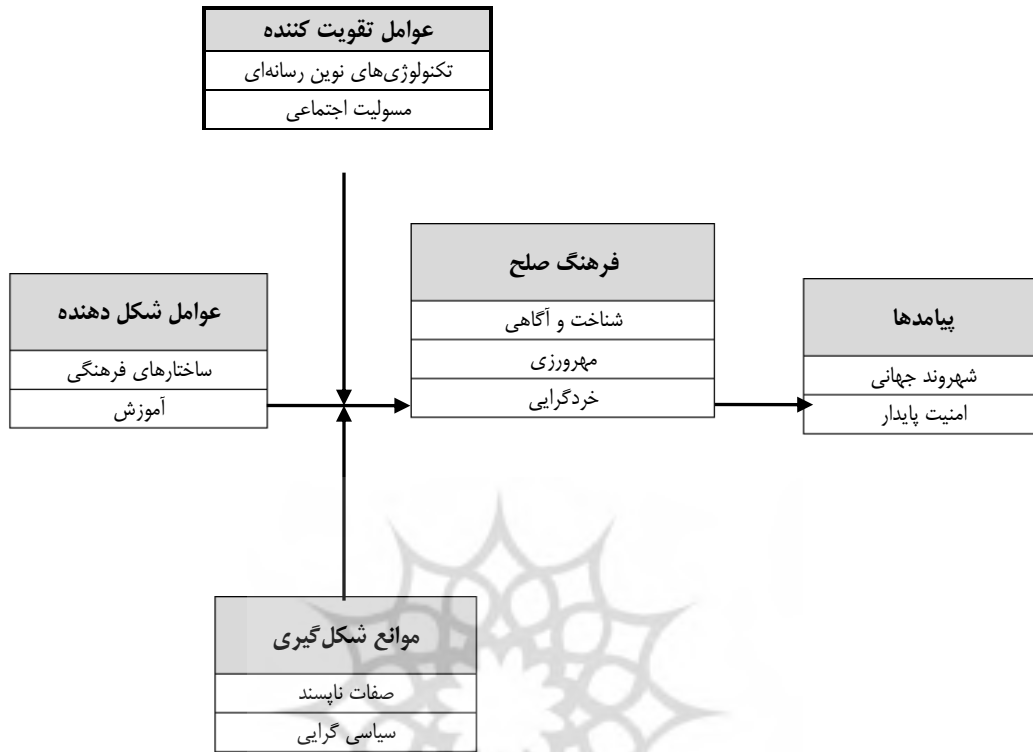 عوامل تقویت کننده
تکنولوژی‌های نوین رسانه‌ای
مسولیت اجتماعی
فرهنگ صلح
شناخت و آگاهی
مهرورزی
خردگرایی
عوامل شکل دهنده
ساختارهای فرهنگی
آموزش
پیامدها
شهروند جهانی
امنیت پایدار
موانع شکل‌گیری
صفات ناپسند
سیاسی گرایی